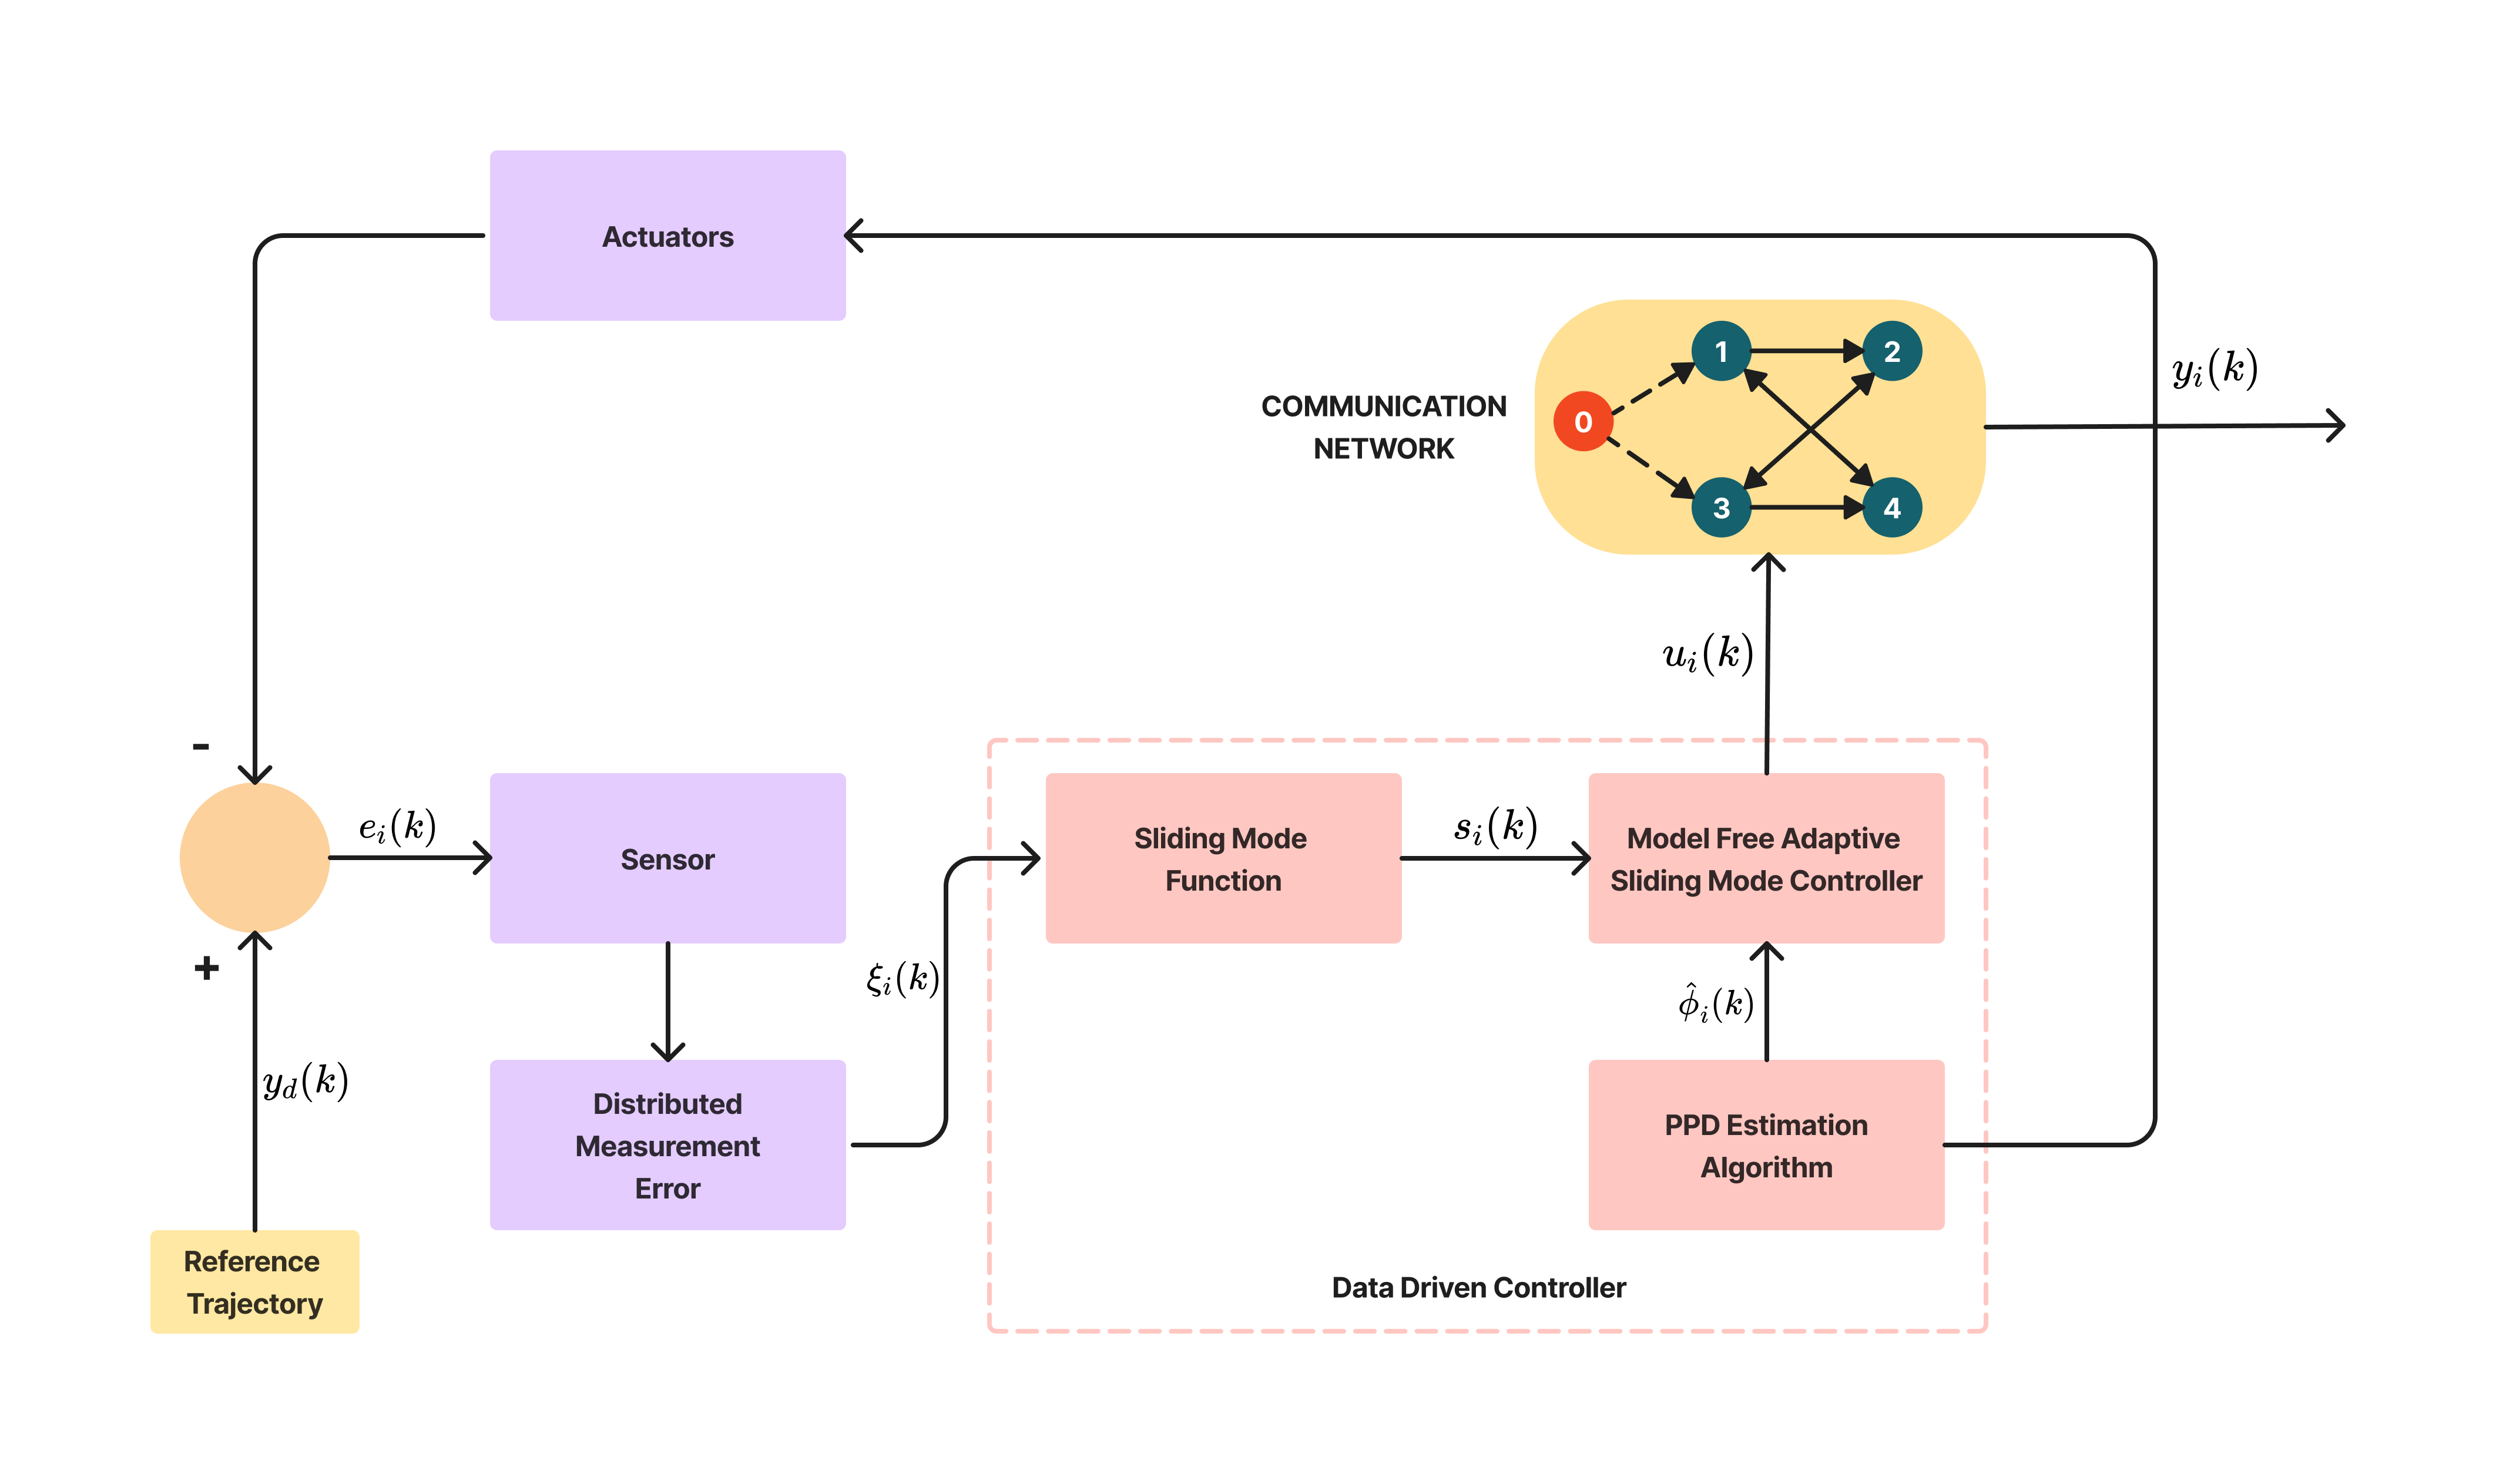 Actuators
COMMUNICATION
NETWORK
0
1
2
3
4
$y_i(k)$
$u_i(k)$
-
$e_i(k)$
Sensor
Sliding Mode
Function
$s_i(k)$
Model Free Adaptive
Sliding Mode Controller
+
$\xi_i(k)$
$\hat{\phi}_i(k)$
$y_d(k)$
Distributed
Measurement
Error
PPD Estimation
Algorithm
Reference
Trajectory
Data Driven Controller